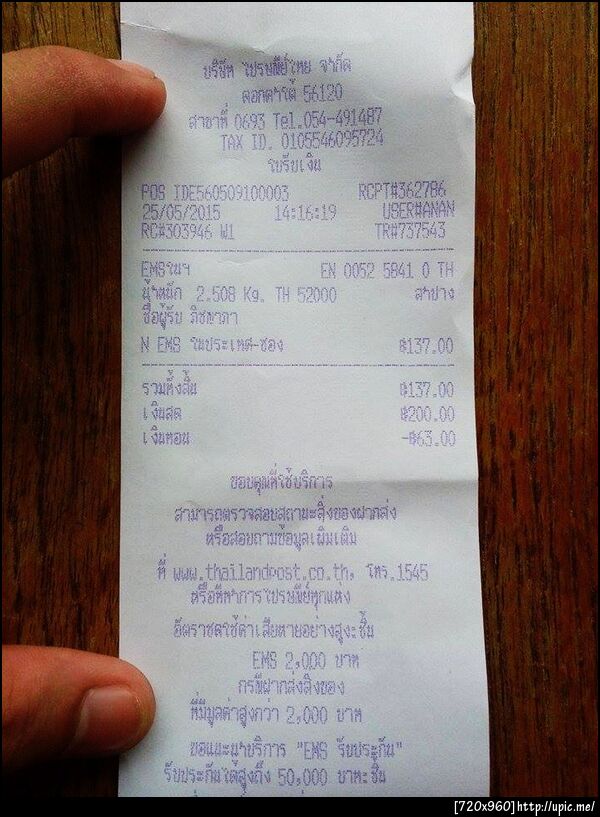 บริษัท ไปรษณีย์ไทย จำกัด
ดอกคำใต้ 56120
สาขาที่ 0693 Tel.054-491487
TAX ID. 0105546095724
ใบรับเงิน
POS IDE560509100003 RCPT#362786
25/05/2015 14:16:19 USER#ANAN
RC#303946 W1 TR#737543
EMSในฯ EN 0052 5841 0 TH
น้ำหนัก 2.508 Kg. TH 52000 ลำปาง
ชื่อผู้รับ ภิชาภา
N EMS ในประเทศ-ซอง ฿137.00
รวมทั้งสิ้น ฿137.00
เงินสด ฿200.00
เงินทอน -฿63.00
ขอบคุณที่ใช้บริการ
สามารถตรวจสอบสถานะสิ่งของฝากส่ง
หรือสอบถามข้อมูลเพิ่มเติม
ที่ www.thailandpost.co.th, โทร.1545
หรือที่ทำการไปรษณีย์ทุกแห่ง
อัตราชดใช้ค่าเสียหายอย่างสูง:ชิ้น
EMS 2,000 บาท
กรณีฝากส่งสิ่งของ
ที่มีมูลค่าสูงกว่า 2,000 บาท
ขอแนะนำบริการ "EMS รับประกัน"
รับประกันได้สูงถึง 50,000 บาท:ชิ้น
[720x960]http://upic.me/